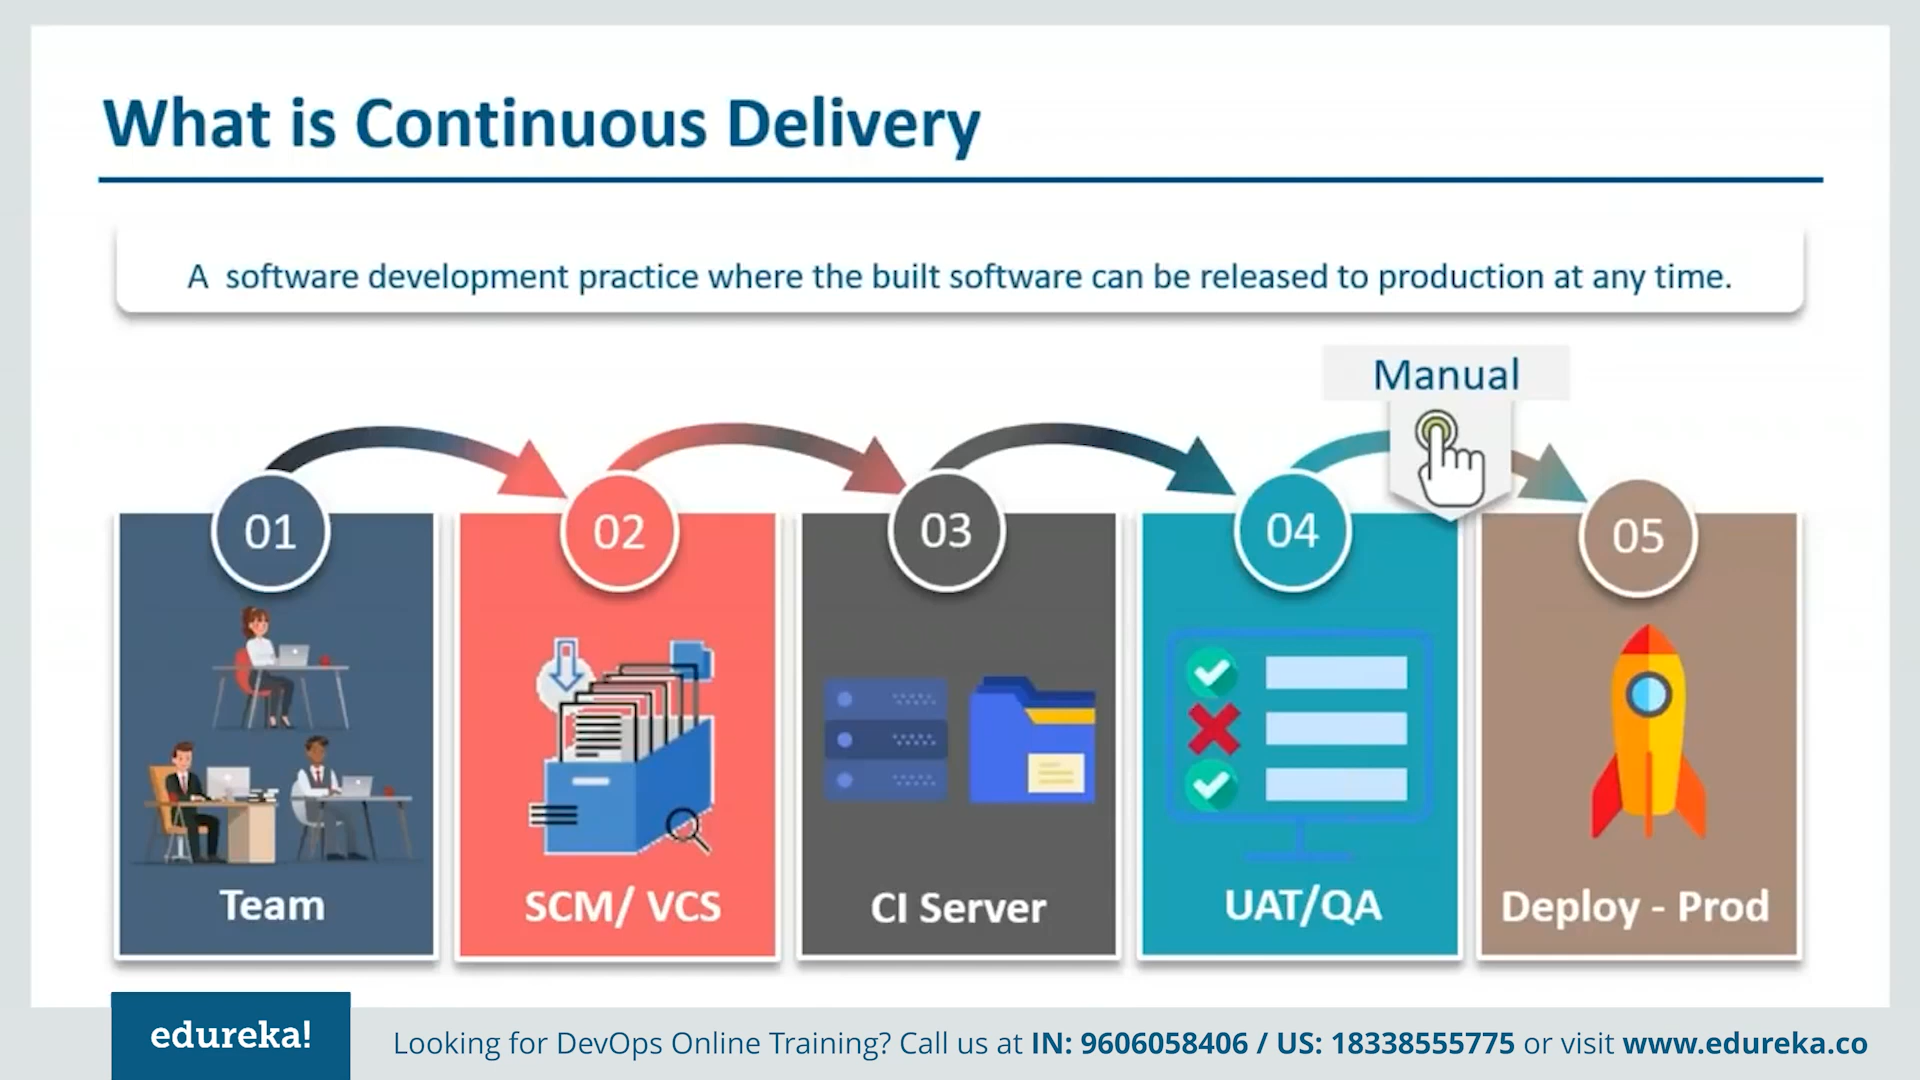 What is Continuous Delivery
A software development practice where the built software can be released to production at any time.
Manual
01
02
03
04
05
Team
SCM/ VCS
CI Server
UAT/QA
Deploy - Prod
edureka!
Looking for DevOps Online Training? Call us at IN: 9606058406 / US: 18338555775 or visit www.edureka.co